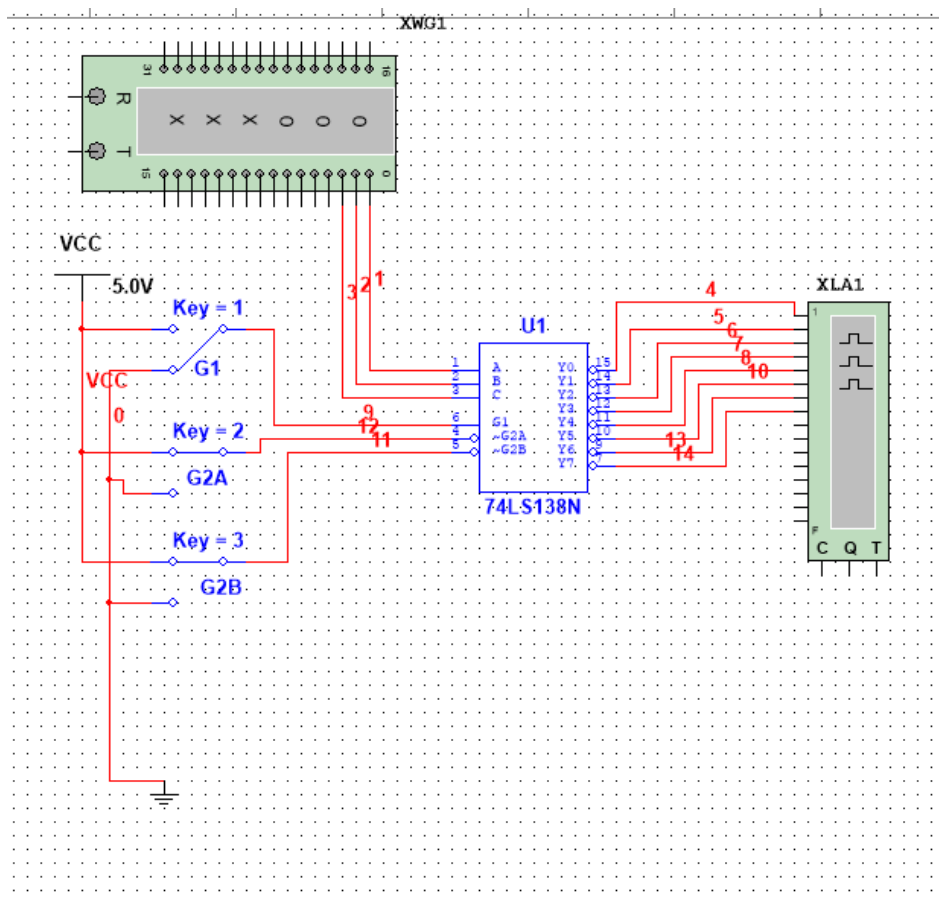 XWG1
31 16
R
X X X O O O
T
15 0
VCC
5.0V
1
2
3
Key = 1
G1
VCC
0
Key = 2
G2A
Key = 3
G2B
9
12
11
U1
1 A Y0 15
2 B Y1 14
3 C Y2 13
Y3 12
6 G1 Y4 11
4 ~G2A Y5 10
5 ~G2B Y6 9
Y7 7
74LS138N
4
5
6
7
8
10
13
14
XLA1
1
F
C Q T